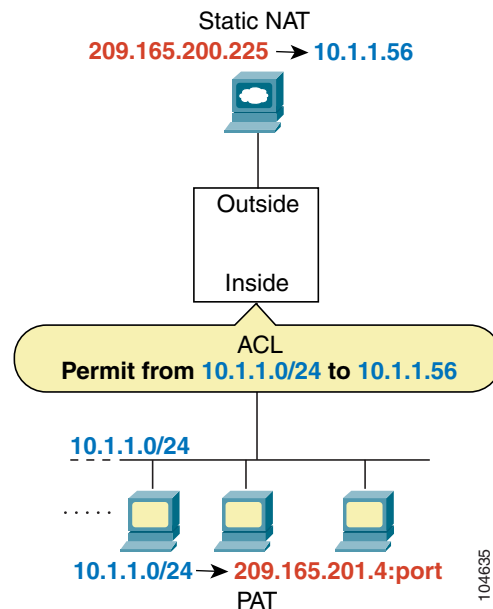 Static NAT
209.165.200.225 → 10.1.1.56
Outside
Inside
ACL
Permit from 10.1.1.0/24 to 10.1.1.56
10.1.1.0/24
10.1.1.0/24 → 209.165.201.4:port
PAT
104635